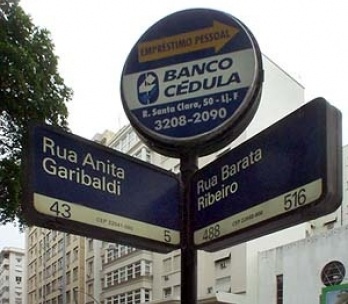 EMPRÉSTIMO PESSOAL
BANCO
CÉDULA
R. Santa Clara, 50 - Lj. F
3208-2090
Rua Anita
Garibaldi
43
5
Rua Barata
Ribeiro
488
516